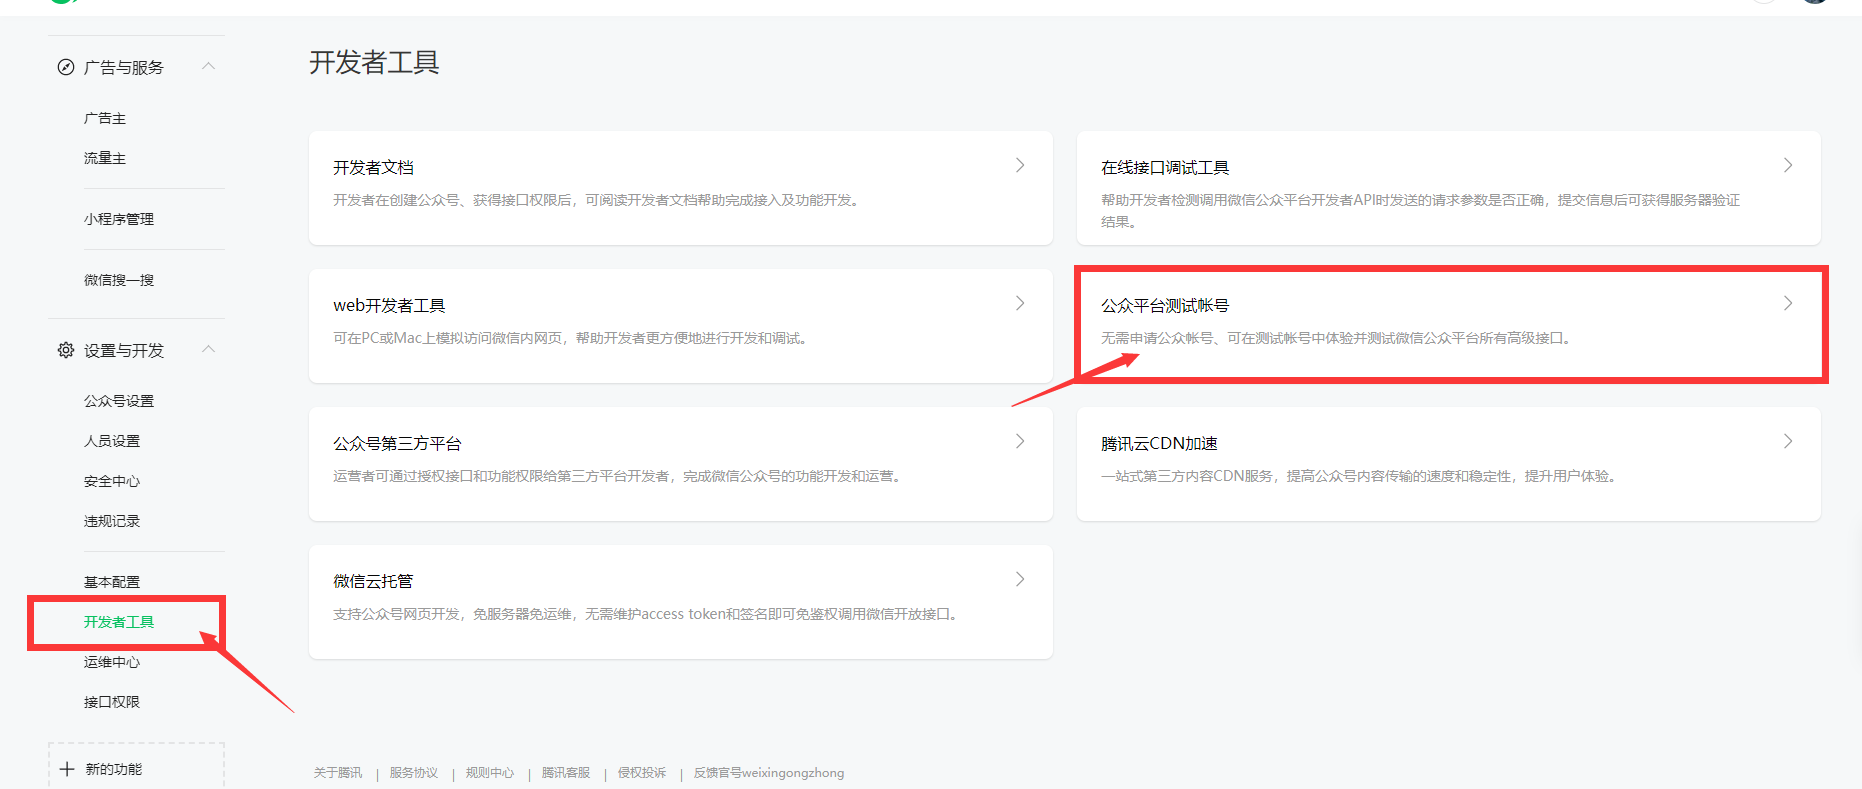 广告与服务
广告主
流量主
小程序管理
微信搜一搜
设置与开发
公众号设置
人员设置
安全中心
违规记录
基本配置
开发者工具
运维中心
接口权限
新的功能
开发者工具
开发者文档
开发者在创建公众号、获得接口权限后，可阅读开发者文档帮助完成接入及功能开发。
在线接口调试工具
帮助开发者检测调用微信公众平台开发者API时发送的请求参数是否正确，提交信息后可获得服务器验证
结果。
web开发者工具
可在PC或Mac上模拟访问微信内网页，帮助开发者更方便地进行开发和调试。
公众平台测试帐号
无需申请公众帐号、可在测试帐号中体验并测试微信公众平台所有高级接口。
公众号第三方平台
运营者可通过授权接口和功能权限给第三方平台开发者，完成微信公众号的功能开发和运营。
腾讯云CDN加速
一站式第三方内容CDN服务，提高公众号内容传输的速度和稳定性，提升用户体验。
微信云托管
支持公众号网页开发，免服务器免运维，无需维护access token和签名即可免鉴权调用微信开放接口。
关于腾讯 | 服务协议 | 规则中心 | 腾讯客服 | 侵权投诉 | 反馈官号weixingongzhong